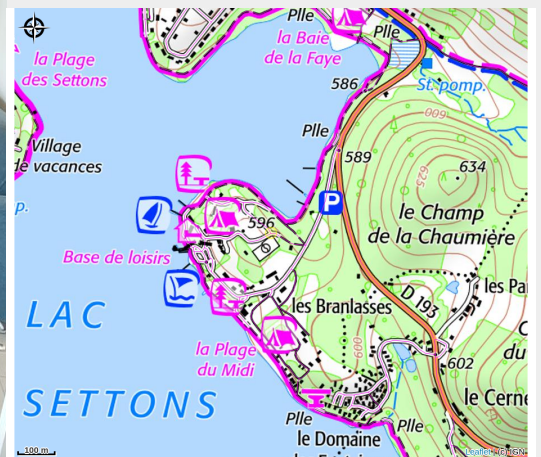 Plle
la Baie
de la Faye
Plle
la Plage
des Settons
586
St. pomp.
600
Plle
589
Village
de vacances
634
625
p.
le Champ
de la Chaumière
596
P
Base de loisirs
les Branlasses
D 193
les Pa
LAC
la Plage
du Midi
600
602
du
SETTONS
le Cerne
Plle
Plle
le Domaine
100 m
Leaflet
IGN